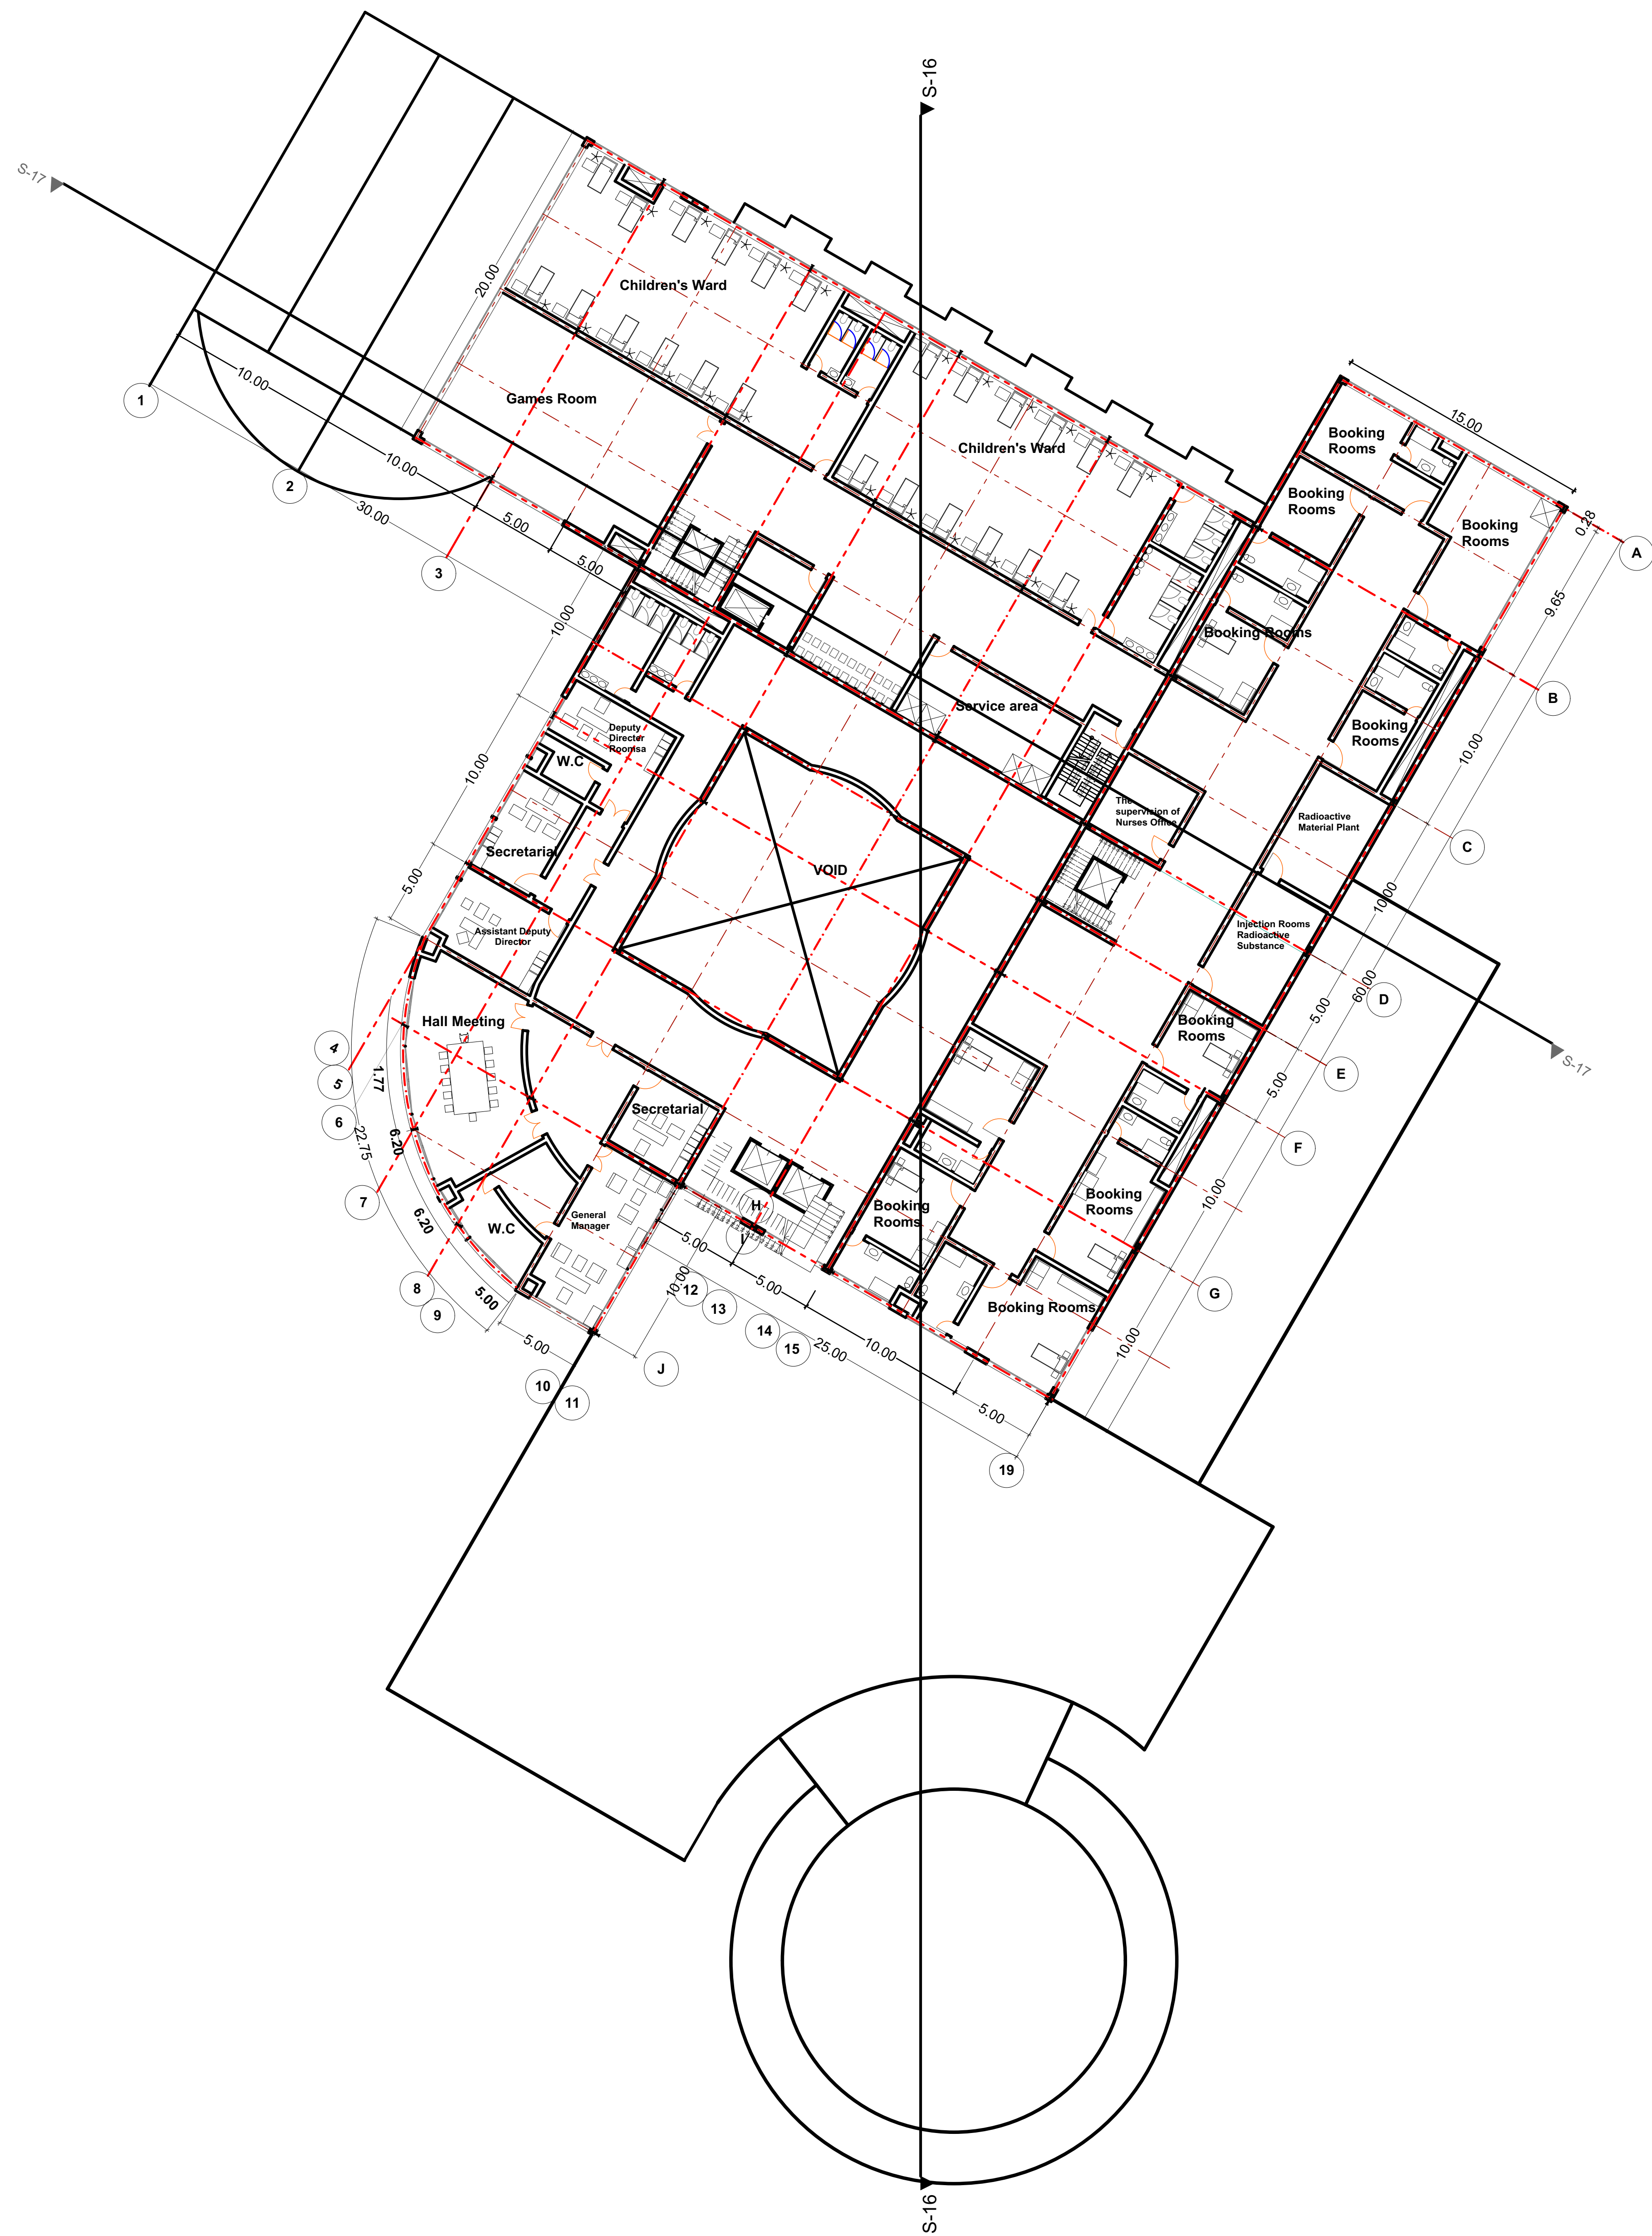 S-16
S-17
20.00
Children's Ward
10.00
Games Room
1
15.00
Booking
Rooms
Children's Ward
10.00
2
Booking
Rooms
30.00
5.00
Booking
Rooms
0.28
A
3
5.00
9.65
10.00
Booking Rooms
B
Service area
Deputy
Director
Roomsa
Booking
Rooms
W.C
10.00
10.00
The
supervision of
Nurses Office
Radioactive
Material Plant
C
Secretarial
VOID
5.00
10.00
Assistant Deputy
Director
Injection Rooms
Radioactive
Substance
60.00
D
Hall Meeting
5.00
Booking
Rooms
4
5
1.77
E
S-17
5.00
Secretarial
6
22.75
6.20
F
7
10.00
Booking
Rooms
H
Booking
Rooms
6.20
W.C
General
Manager
I
5.00
8
9
5.00
10.00
12
13
5.00
G
Booking Rooms
14
15
25.00
10.00
10.00
5.00
J
10
11
5.00
19
S-16